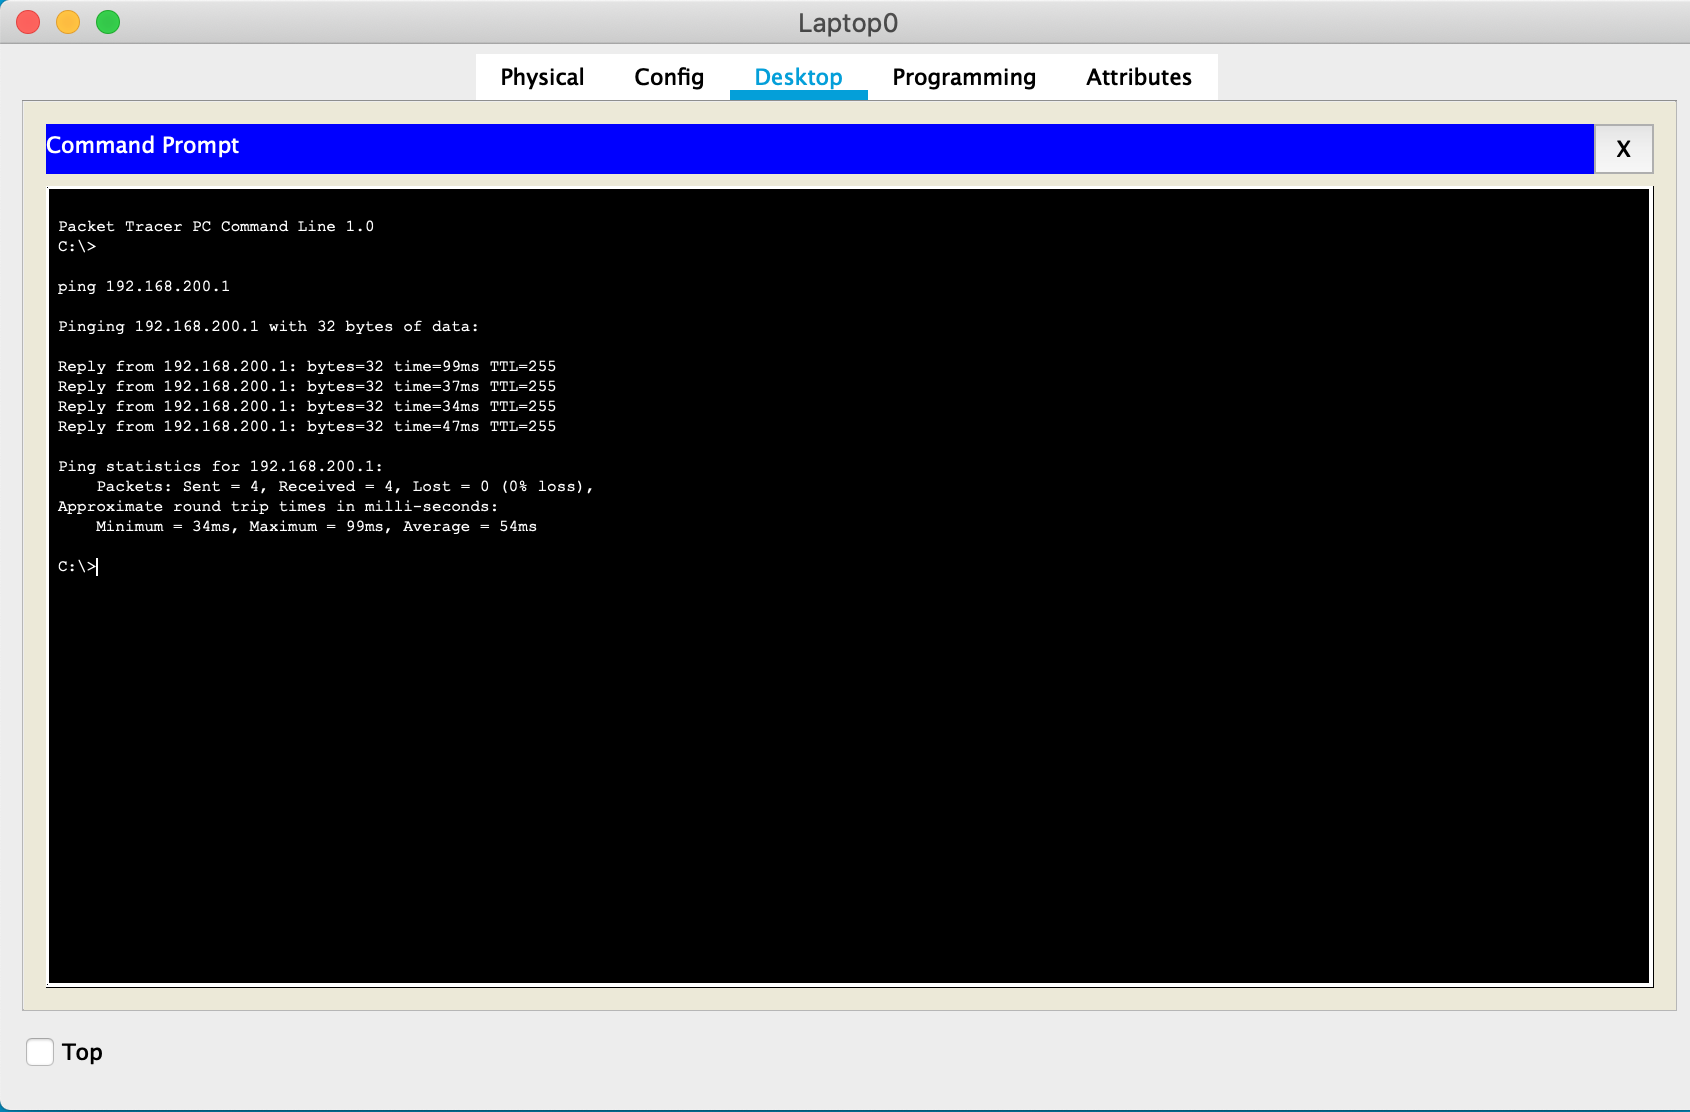 Laptop0
Physical Config Desktop Programming Attributes
Command Prompt X
Packet Tracer PC Command Line 1.0
C:\>
ping 192.168.200.1
Pinging 192.168.200.1 with 32 bytes of data:
Reply from 192.168.200.1: bytes=32 time=99ms TTL=255
Reply from 192.168.200.1: bytes=32 time=37ms TTL=255
Reply from 192.168.200.1: bytes=32 time=34ms TTL=255
Reply from 192.168.200.1: bytes=32 time=47ms TTL=255
Ping statistics for 192.168.200.1:
Packets: Sent = 4, Received = 4, Lost = 0 (0% loss),
Approximate round trip times in milli-seconds:
Minimum = 34ms, Maximum = 99ms, Average = 54ms
C:\>
Top